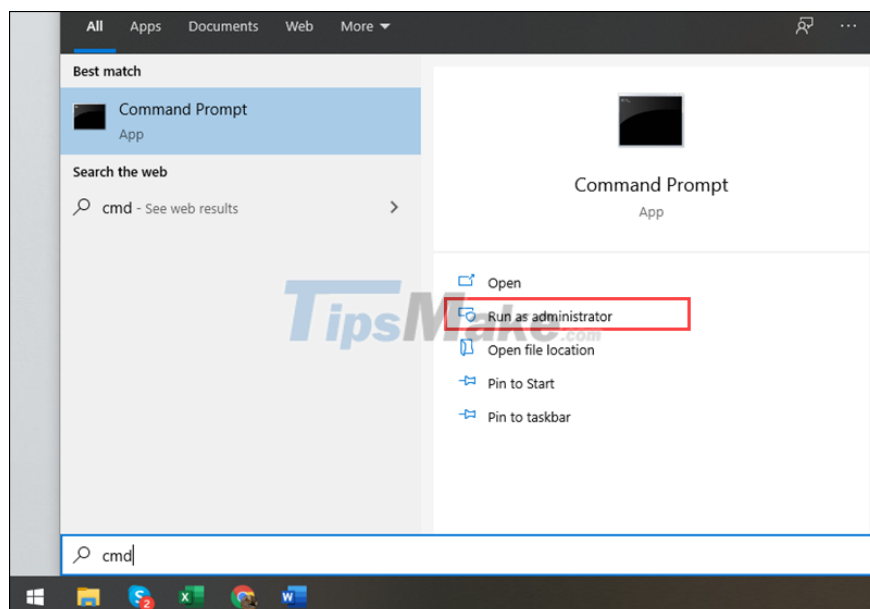 All Apps Documents Web More
Best match
Command Prompt
App
Search the web
cmd - See web results
Command Prompt
App
Open
Run as administrator
Open file location
Pin to Start
Pin to taskbar
TipsMake.com
cmd
2